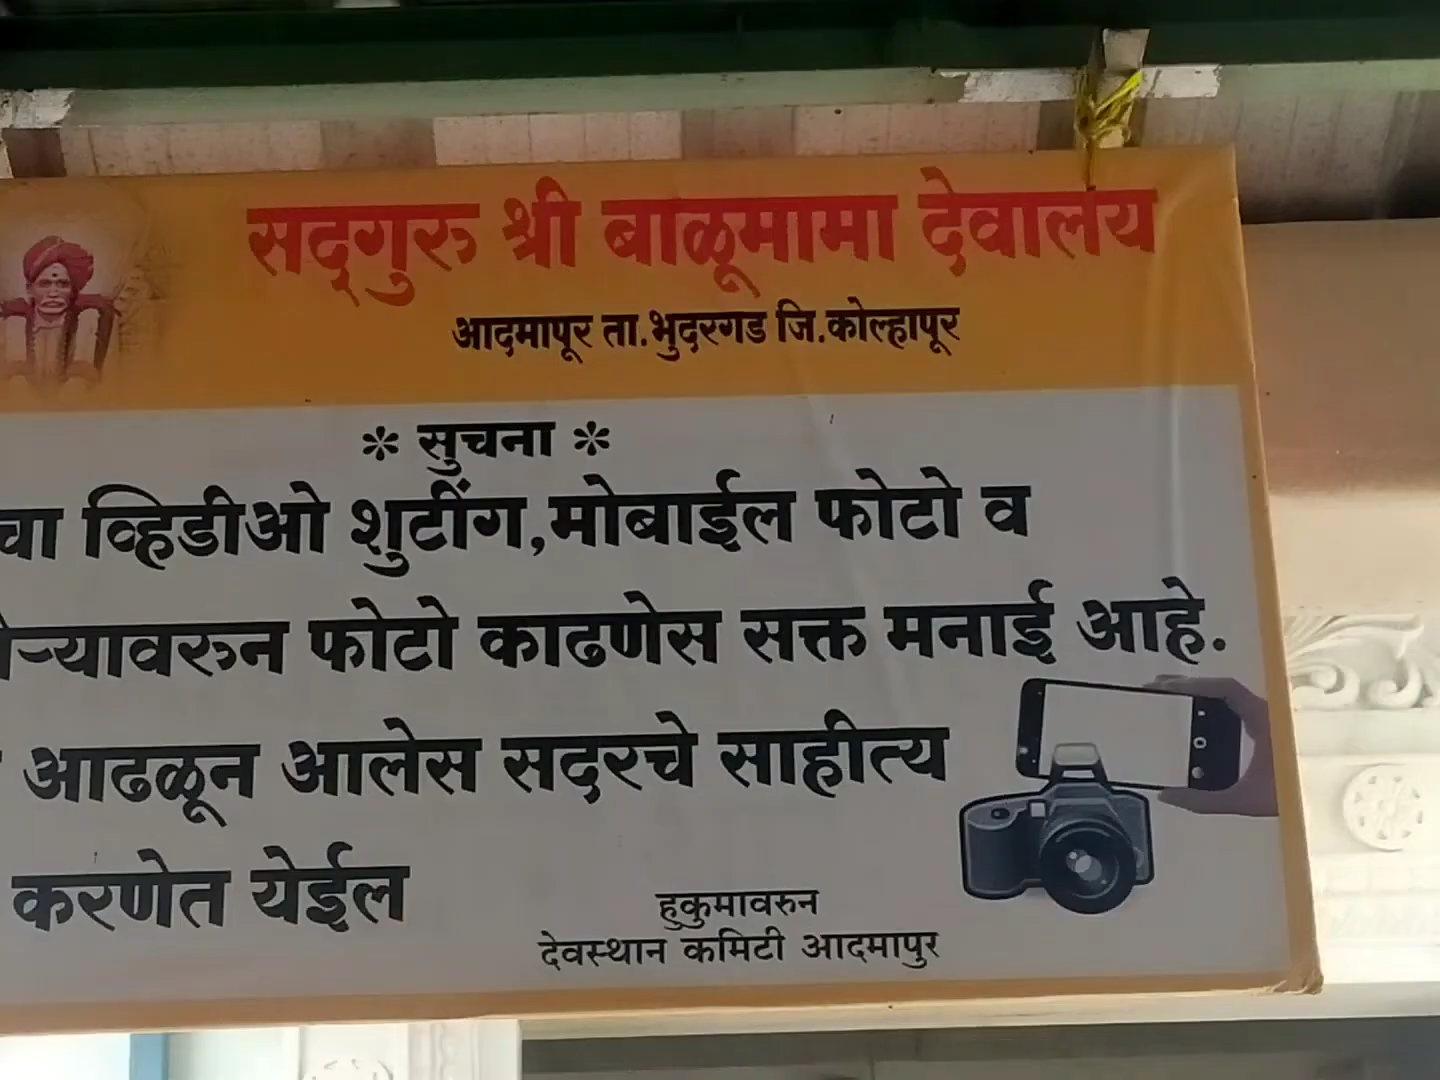 सद्‌गुरु श्री बाळूमामा देवालय
आदमापूर ता.भुदरगड जि.कोल्हापूर
* सुचना *
व्हिडीओ शुटींग,मोबाईल फोटो व
फोटो काढणेस सक्त मनाई आहे.
आढळून आलेस सदरचे साहीत्य
करणेत येईल
हुकुमावरुन
देवस्थान कमिटी आदमापुर